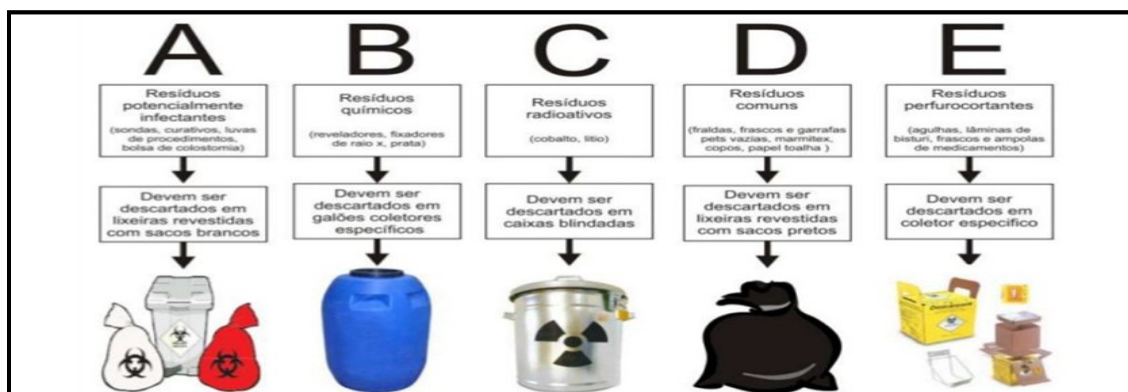 A
Resíduos
potencialmente
infectantes
(sondas, curativos, luvas
de procedimentos,
bolsa de colostomia)
Devem ser
descartados em
lixeiras revestidas
com sacos brancos
B
Resíduos
químicos
(reveladores, fixadores
de raio x, prata)
Devem ser
descartados em
galões coletores
específicos
C
Resíduos
radioativos
(cobalto, lítio)
Devem ser
descartados em
caixas blindadas
D
Resíduos
comuns
(fraldas, frascos e garrafas
pets vazias, marmitex,
copos, papel toalha )
Devem ser
descartados em
lixeiras revestidas
com sacos pretos
E
Resíduos
perfurocortantes
(agulhas, lâminas de
bisturi, frascos e ampolas
de medicamentos)
Devem ser
descartados em
coletor específico